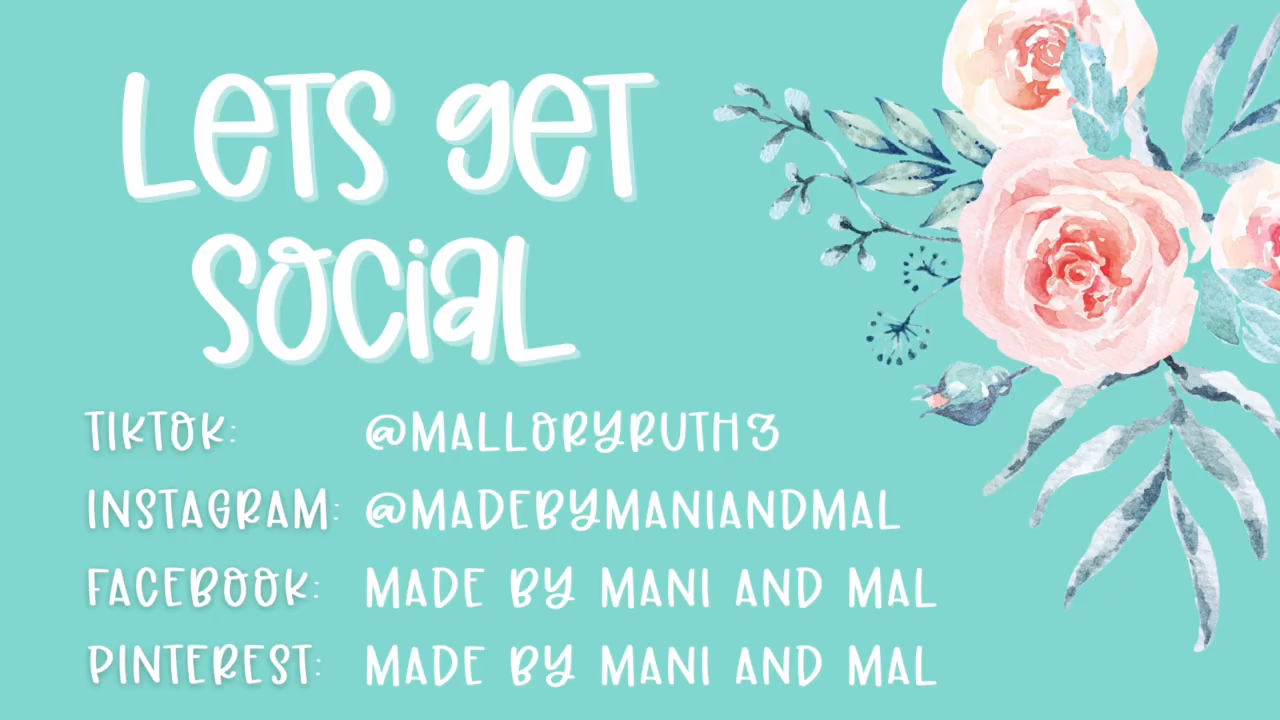 LeTS geT
SOCiaL
TIKTOK: @MALLORYRUTH3
INSTAGRAM: @MADEBYMANIANDMAL
FACEBOOK: MADE BY MANI AND MAL
PINTEREST: MADE BY MANI AND MAL